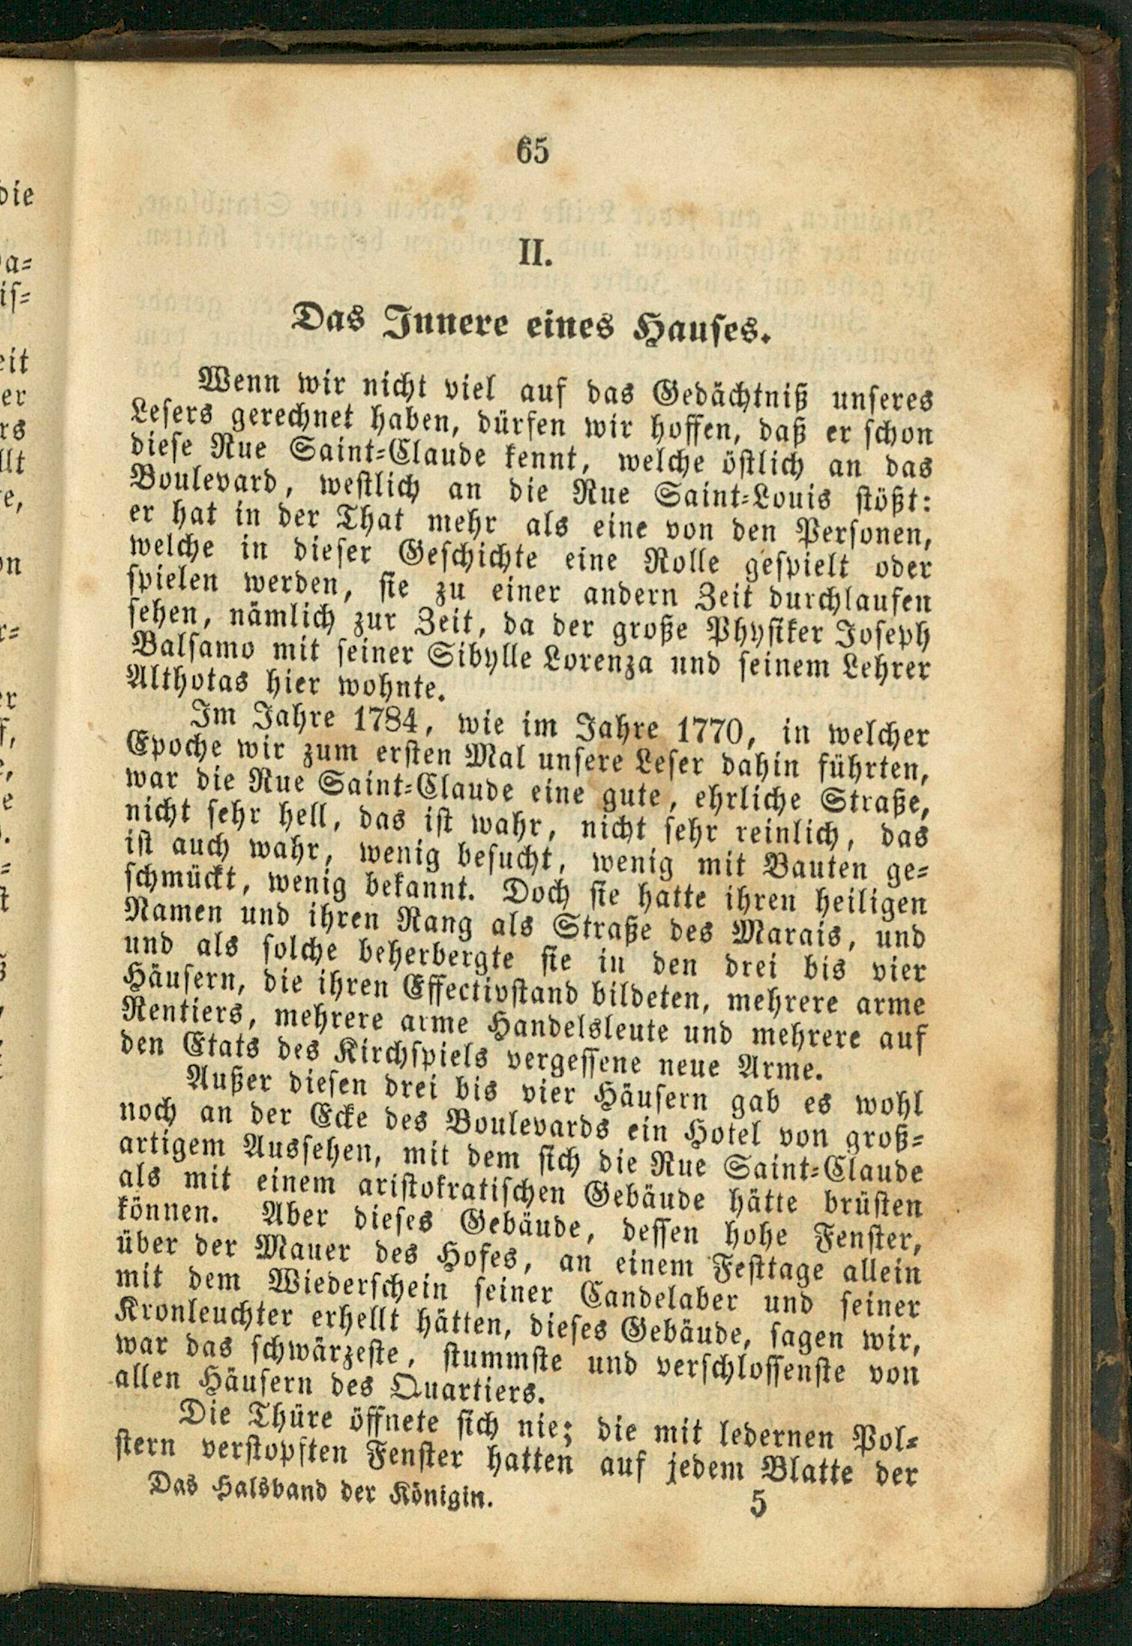 65
II.
Das Innere eines Hauses.
Wenn wir nicht viel auf das Gedächtniß unseres
Lesers gerechnet haben, dürfen wir hoffen, daß er schon
diese Rue Saint-Claude kennt, welche östlich an das
Boulevard, westlich an die Rue Saint-Louis stößt:
er hat in der That mehr als eine von den Personen,
welche in dieser Geschichte eine Rolle gespielt oder
spielen werden, sie zu einer andern Zeit durchlaufen
sehen, nämlich zur Zeit, da der große Physiker Joseph
Balsamo mit seiner Sibylle Lorenza und seinem Lehrer
Althotas hier wohnte.
Im Jahre 1784, wie im Jahre 1770, in welcher
Epoche wir zum ersten Mal unsere Leser dahin führten,
war die Rue Saint-Claude eine gute, ehrliche Straße,
nicht sehr hell, das ist wahr, nicht sehr reinlich, das
ist auch wahr, wenig besucht, wenig mit Bauten ge-
schmückt, wenig bekannt. Doch sie hatte ihren heiligen
Namen und ihren Rang als Straße des Marais, und
und als solche beherbergte sie in den drei bis vier
Häusern, die ihren Effectivstand bildeten, mehrere arme
Rentiers, mehrere arme Handelsleute und mehrere auf
den Etats des Kirchspiels vergessene neue Arme.
Außer diesen drei bis vier Häusern gab es wohl
noch an der Ecke des Boulevards ein Hotel von groß-
artigem Aussehen, mit dem sich die Rue Saint-Claude
als mit einem aristokratischen Gebäude hätte brüsten
können. Aber dieses Gebäude, dessen hohe Fenster,
über der Mauer des Hofes, an einem Festtage allein
mit dem Wiederschein seiner Candelaber und seiner
Kronleuchter erhellt hätten, dieses Gebäude, sagen wir,
war das schwärzeste, stummste und verschlossenste von
allen Häusern des Quartiers.
Die Thüre öffnete sich nie; die mit ledernen Pol-
stern verstopften Fenster hatten auf jedem Blatte der
Das Halsband der Königin. 5